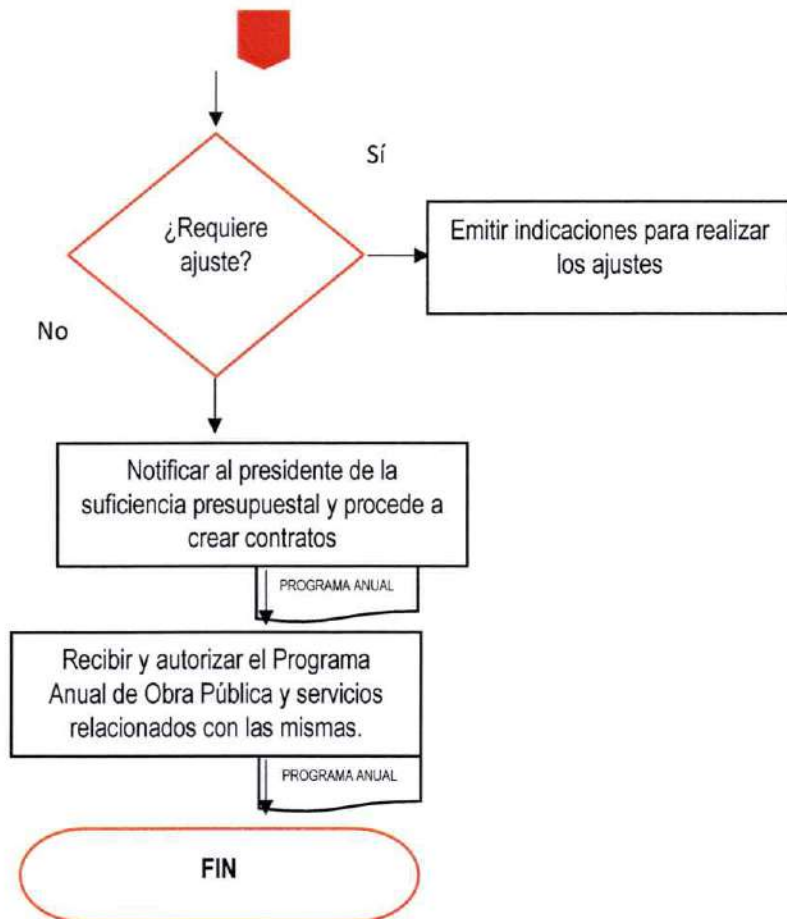 Sí
¿Requiere
ajuste?
Emitir indicaciones para realizar
los ajustes
No
Notificar al presidente de la
suficiencia presupuestal y procede a
crear contratos
PROGRAMA ANUAL
Recibir y autorizar el Programa
Anual de Obra Pública y servicios
relacionados con las mismas.
PROGRAMA ANUAL
FIN